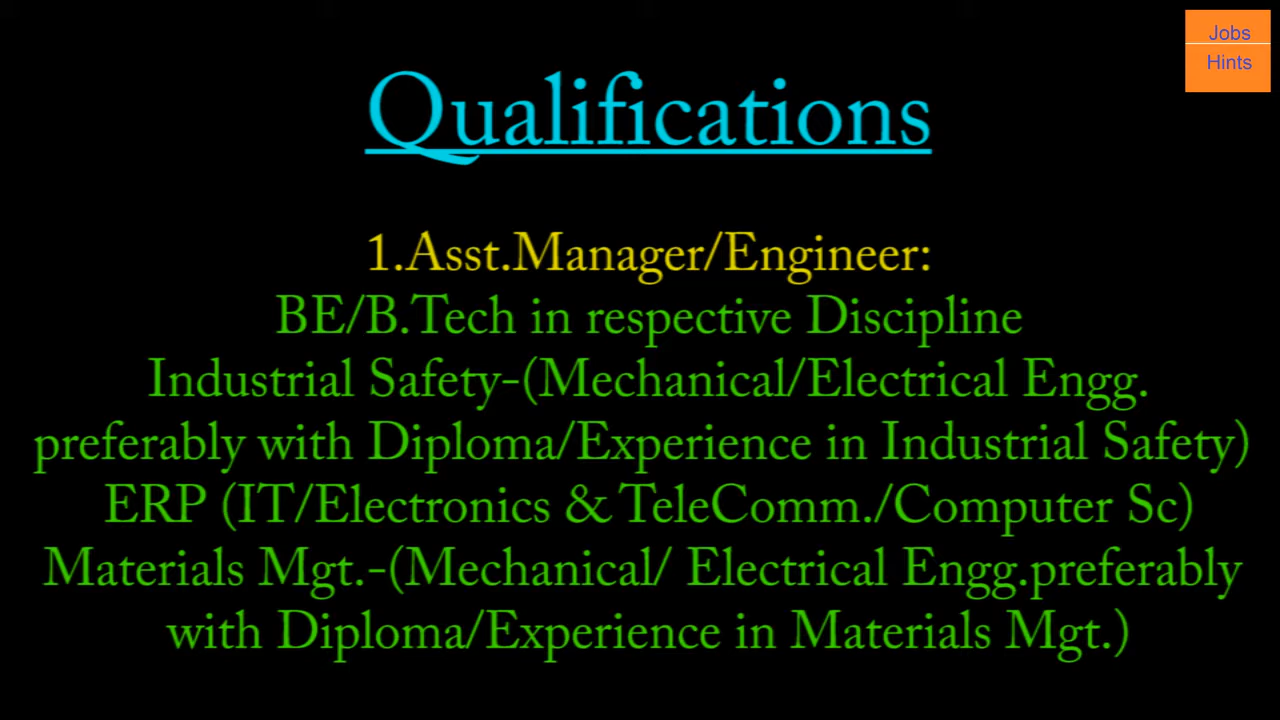 Jobs
Hints
Qualifications
1.Asst.Manager/Engineer:
BE/B.Tech in respective Discipline
Industrial Safety-(Mechanical/Electrical Engg.
preferably with Diploma/Experience in Industrial Safety)
ERP (IT/Electronics & TeleComm./Computer Sc)
Materials Mgt.-(Mechanical/ Electrical Engg.preferably
with Diploma/Experience in Materials Mgt.)